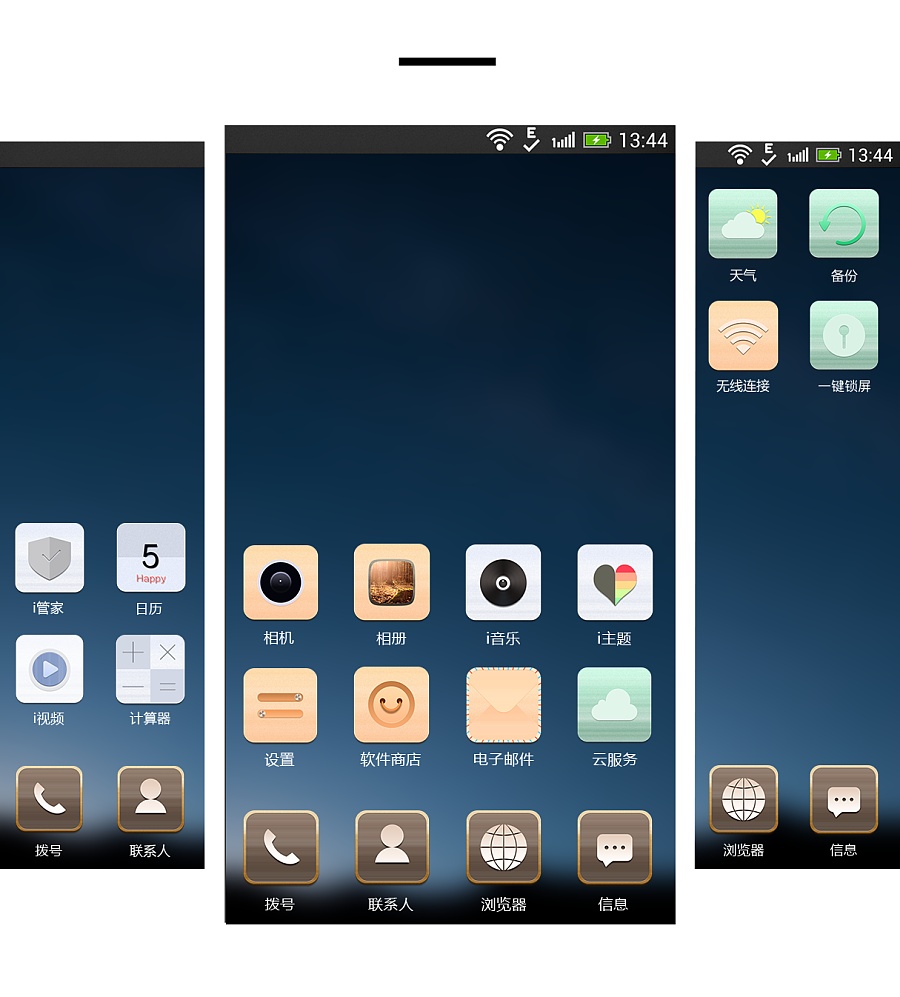 5
Happy
i管家
日历
i视频
计算器
拨号
联系人
E
13:44
相机
相册
i音乐
i主题
设置
软件商店
电子邮件
云服务
拨号
联系人
浏览器
信息
E
13:44
天气
备份
无线连接
一键锁屏
浏览器
信息